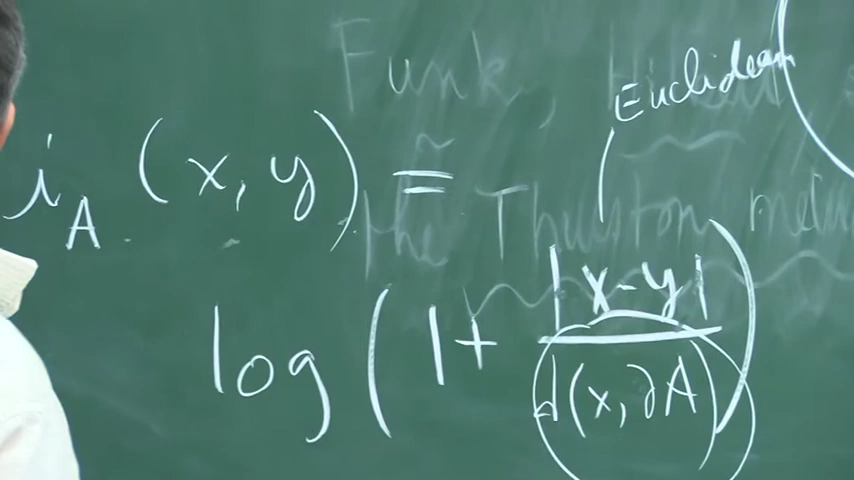 Funk,
Euclidean
i_A (x, y) =
the Thurston metric
log ( 1 + |x-y| / d(x, ∂A) )